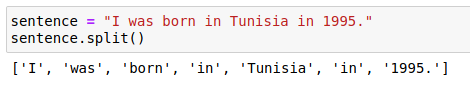 sentence = "I was born in Tunisia in 1995."
sentence.split()
['I', 'was', 'born', 'in', 'Tunisia', 'in', '1995.']